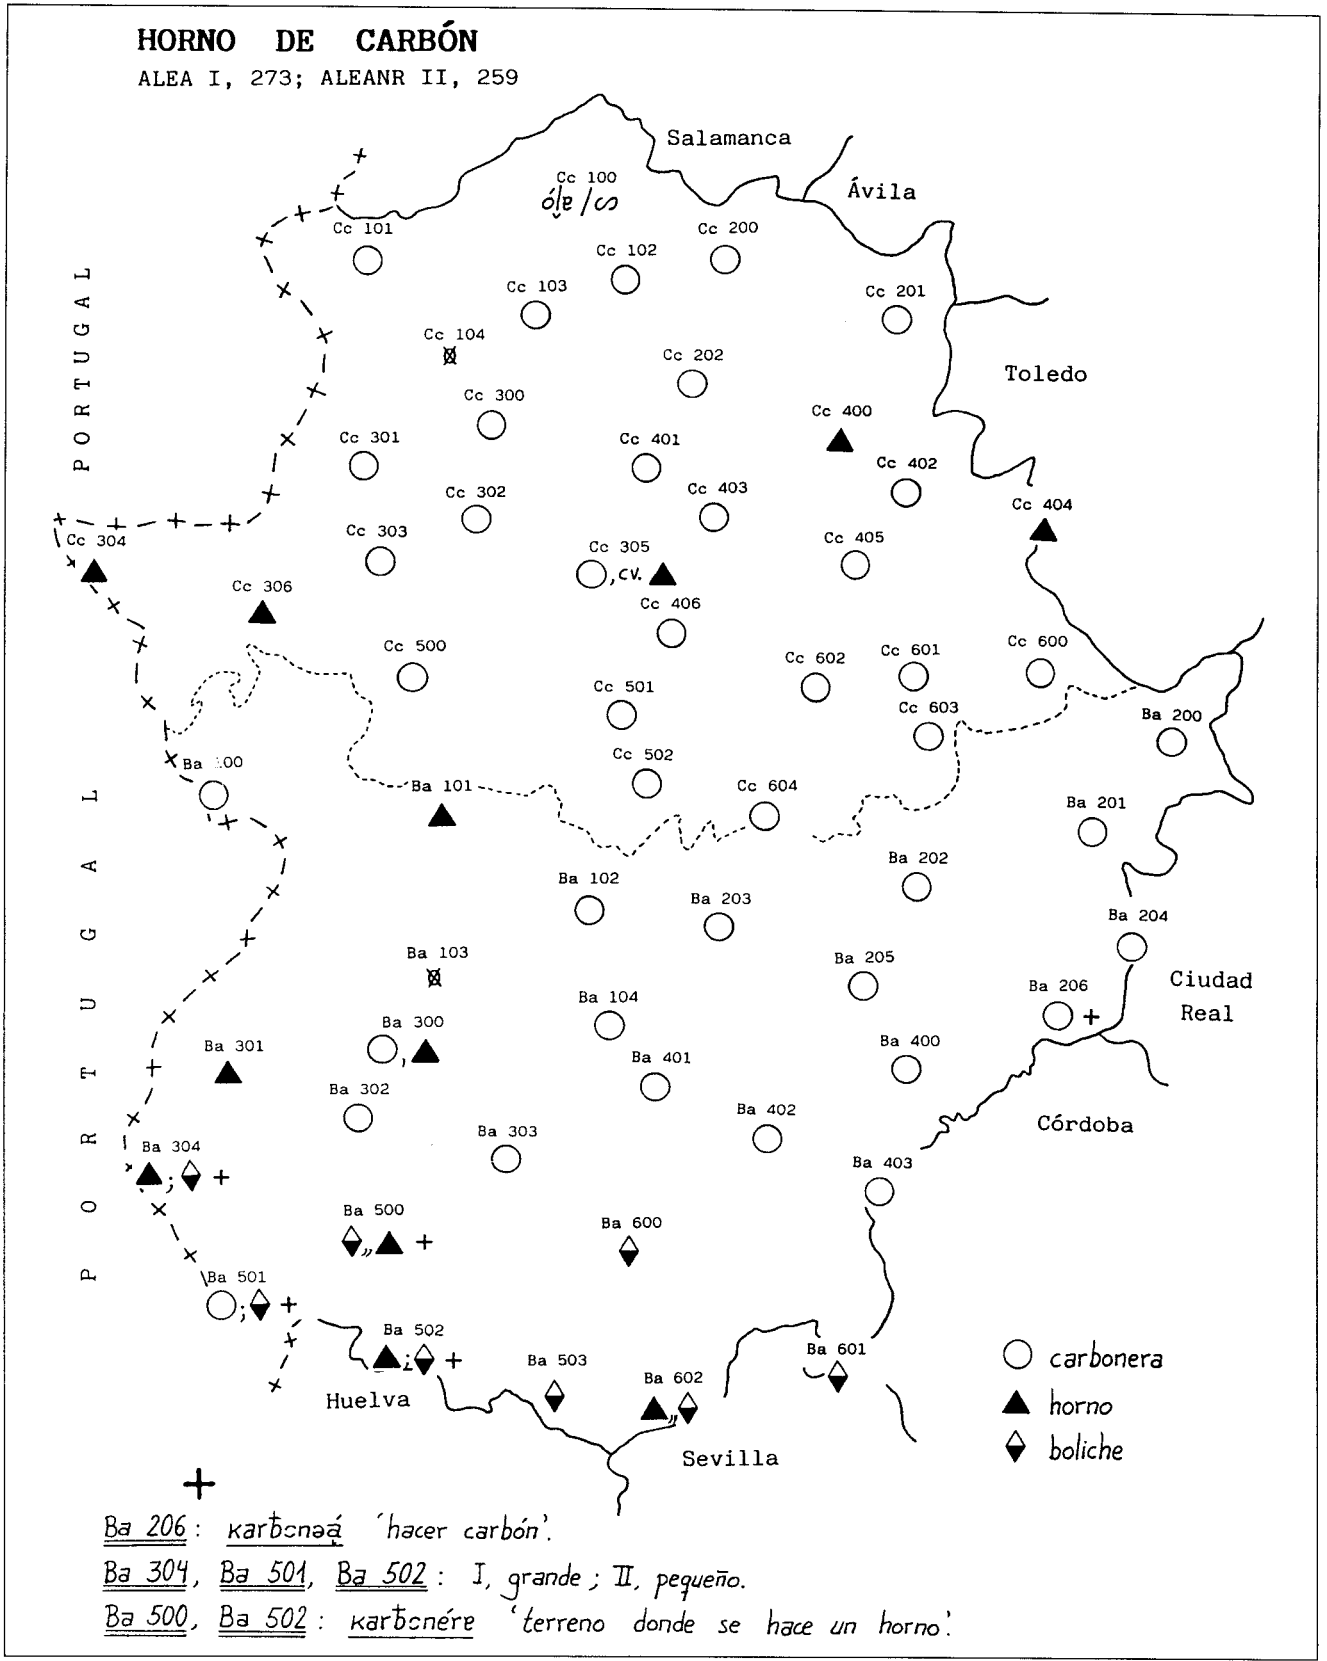 HORNO DE CARBÓN
ALEA I, 273; ALEANR II, 259
Salamanca
Cc 100
Ávila
Cc 101
Cc 200
Cc 102
PORTUGAL
Cc 103
Cc 201
Cc 104
Cc 202
Toledo
Cc 300
Cc 400
Cc 301
Cc 401
Cc 402
Cc 302
Cc 403
Cc 404
Cc 304
Cc 303
Cc 405
Cc 305
, cv.
Cc 306
Cc 406
Cc 500
Cc 602
Cc 601
Cc 600
Cc 501
Cc 603
Ba 200
Cc 502
Ba 100
Ba 101
Cc 604
Ba 201
PORTUGAL
Ba 202
Ba 102
Ba 203
Ba 204
Ba 103
Ba 205
Ciudad
Real
Ba 104
Ba 206
+
Ba 300
,
Ba 301
Ba 401
Ba 400
Ba 302
Ba 402
Córdoba
Ba 303
Ba 304
; +
Ba 403
Ba 500
,, +
Ba 600
Ba 501
; +
Ba 502
; +
Ba 601
Ba 503
Ba 602
,,
Huelva
Sevilla
carbonera
horno
boliche
+
Ba 206: 'hacer carbón'.
Ba 304, Ba 501, Ba 502: I, grande; II, pequeño.
Ba 500, Ba 502: 'terreno donde se hace un horno'.